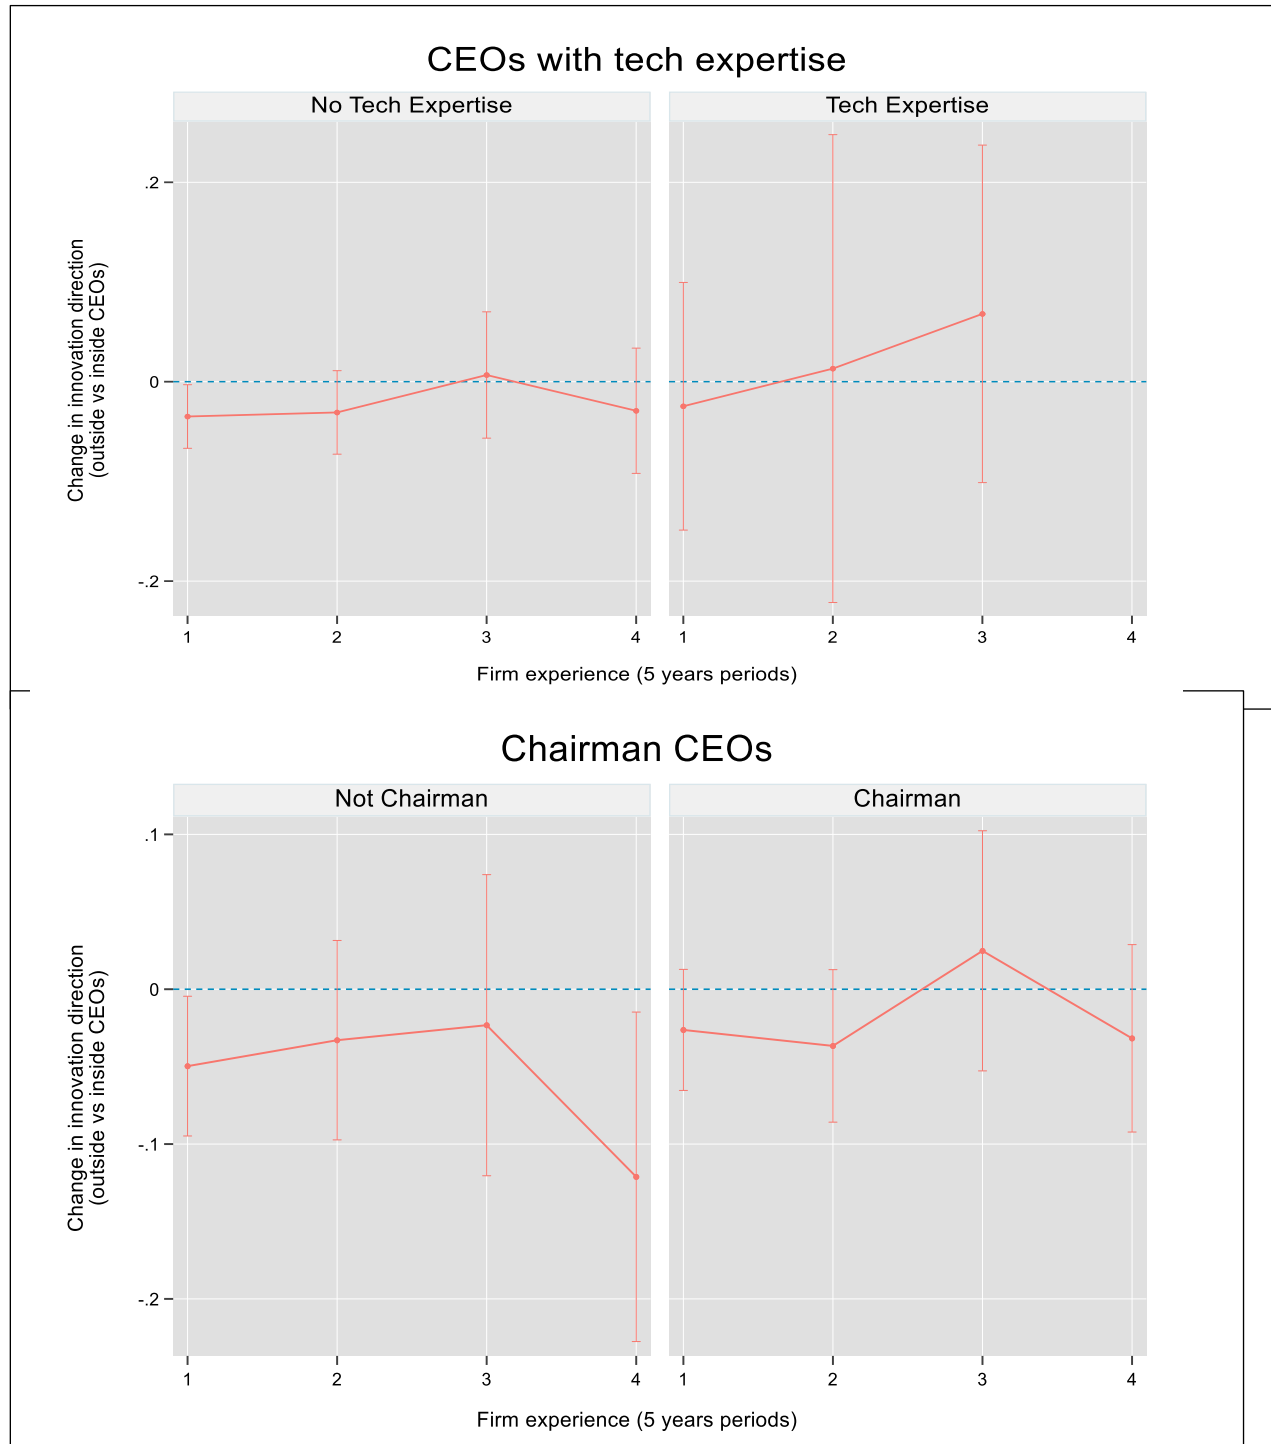 CEOs with tech expertise
No Tech Expertise
Tech Expertise
Change in innovation direction
(outside vs inside CEOs)
.2
0
-.2
1 2 3 4
1 2 3 4
Firm experience (5 years periods)
Chairman CEOs
Not Chairman
Chairman
Change in innovation direction
(outside vs inside CEOs)
.1
0
-.1
-.2
1 2 3 4
1 2 3 4
Firm experience (5 years periods)